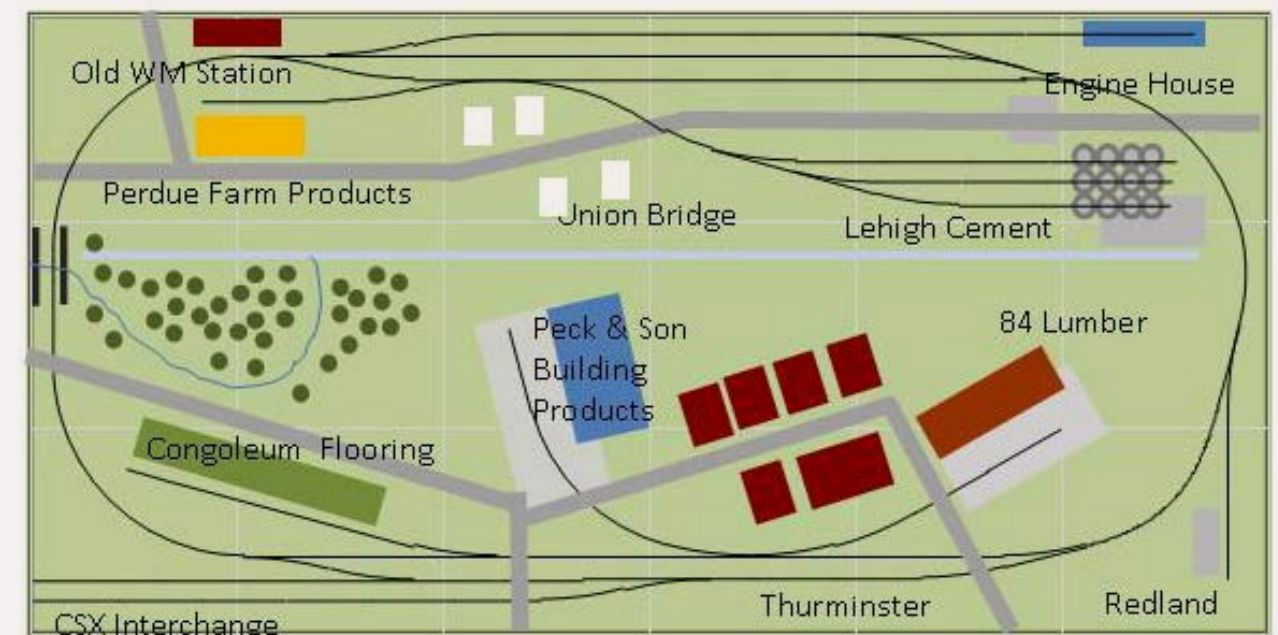 Old WM Station
Engine House
Perdue Farm Products
Union Bridge
Lehigh Cement
Peck & Son
Building
Products
84 Lumber
Congoleum Flooring
Thurminster
Redland
CSX Interchange